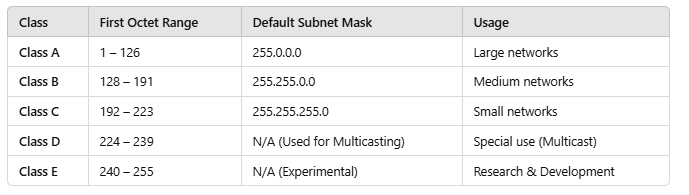 Class First Octet Range Default Subnet Mask Usage
Class A 1 – 126 255.0.0.0 Large networks
Class B 128 – 191 255.255.0.0 Medium networks
Class C 192 – 223 255.255.255.0 Small networks
Class D 224 – 239 N/A (Used for Multicasting) Special use (Multicast)
Class E 240 – 255 N/A (Experimental) Research & Development